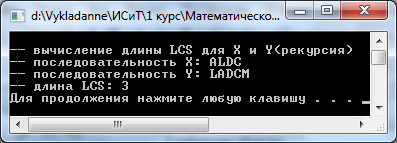 d:\Vykladanne\ИСиТ\1 курс\Математическо...
-- вычисление длины LCS для X и Y(рекурсия)
-- последовательность X: ALDC
-- последовательность Y: LADCM
-- длина LCS: 3
Для продолжения нажмите любую клавишу . . . _